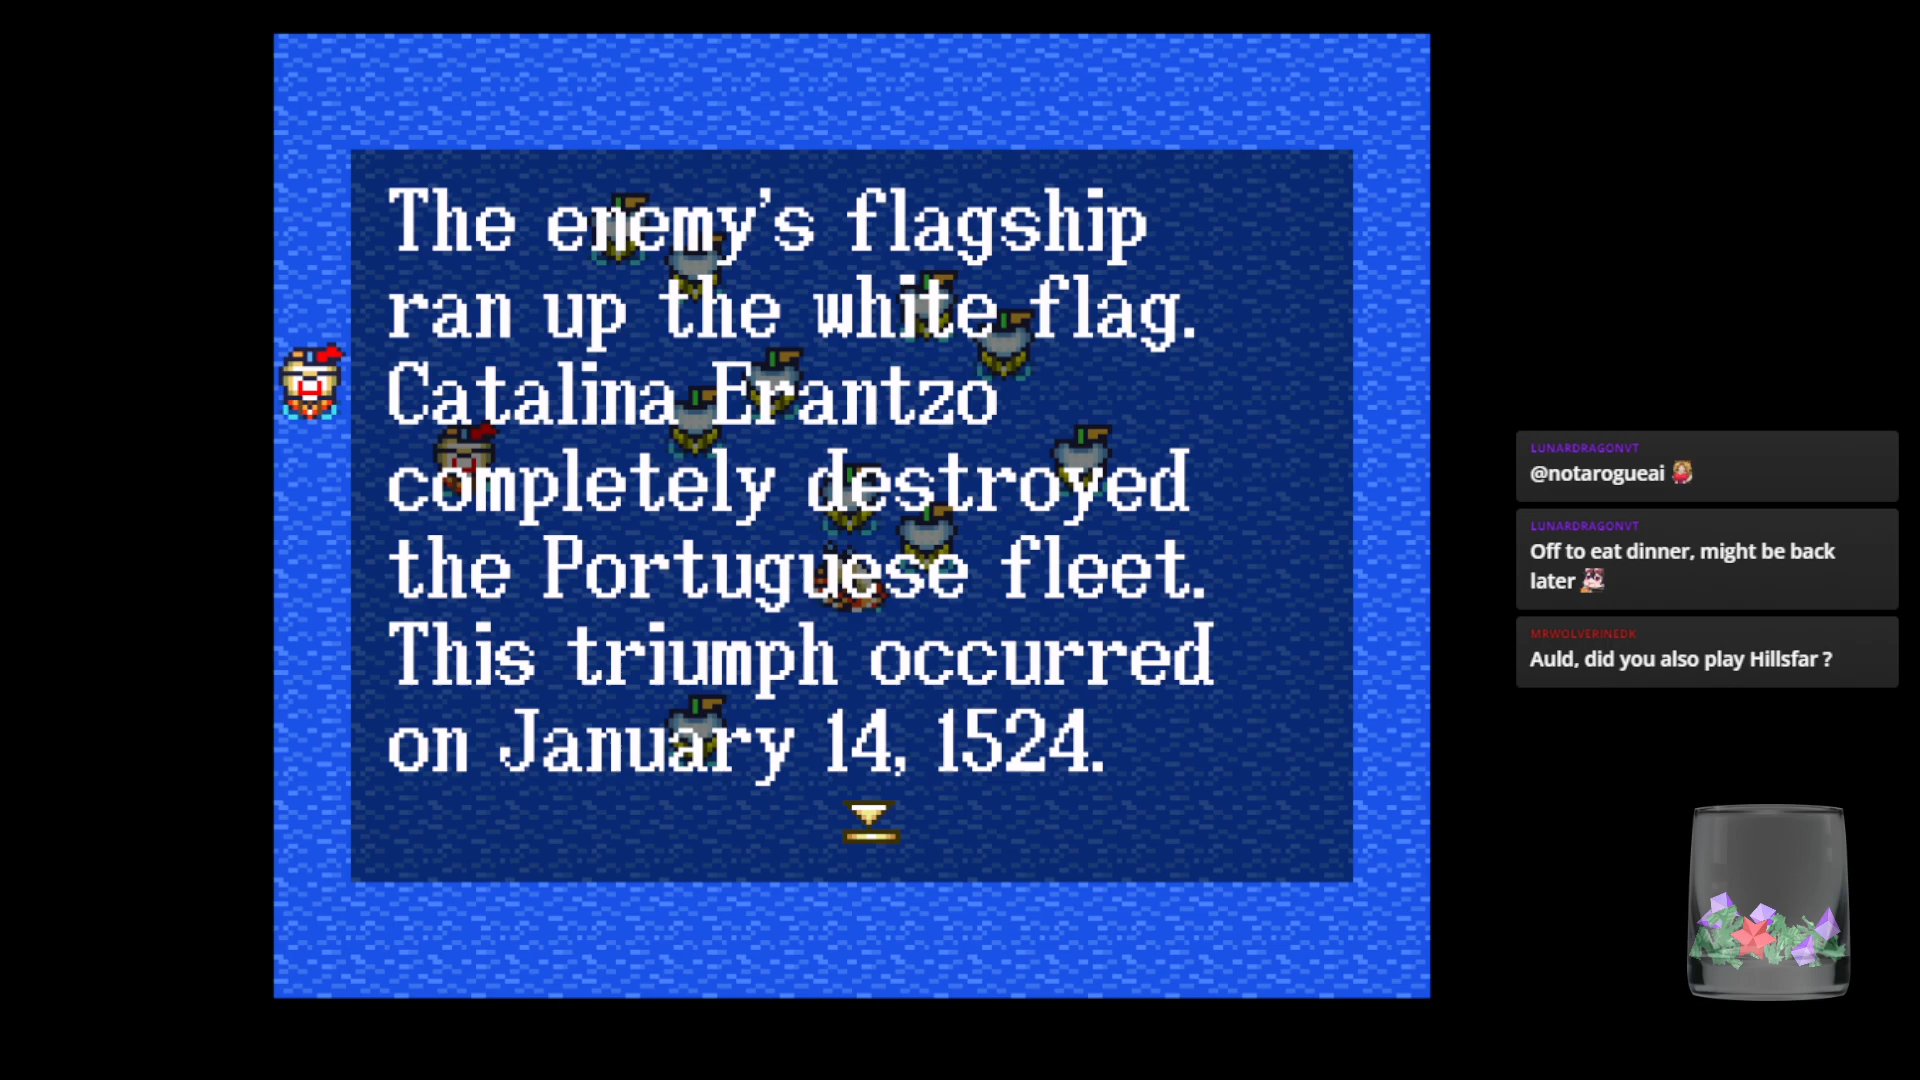 The enemy's flagship
ran up the white flag.
Catalina Erantzo
completely destroyed
the Portuguese fleet.
This triumph occurred
on January 14, 1524.
LUNARDRAGONVT
@notarogueai
LUNARDRAGONVT
Off to eat dinner, might be back
later
MRWOLVERINEDK
Auld, did you also play Hillsfar ?